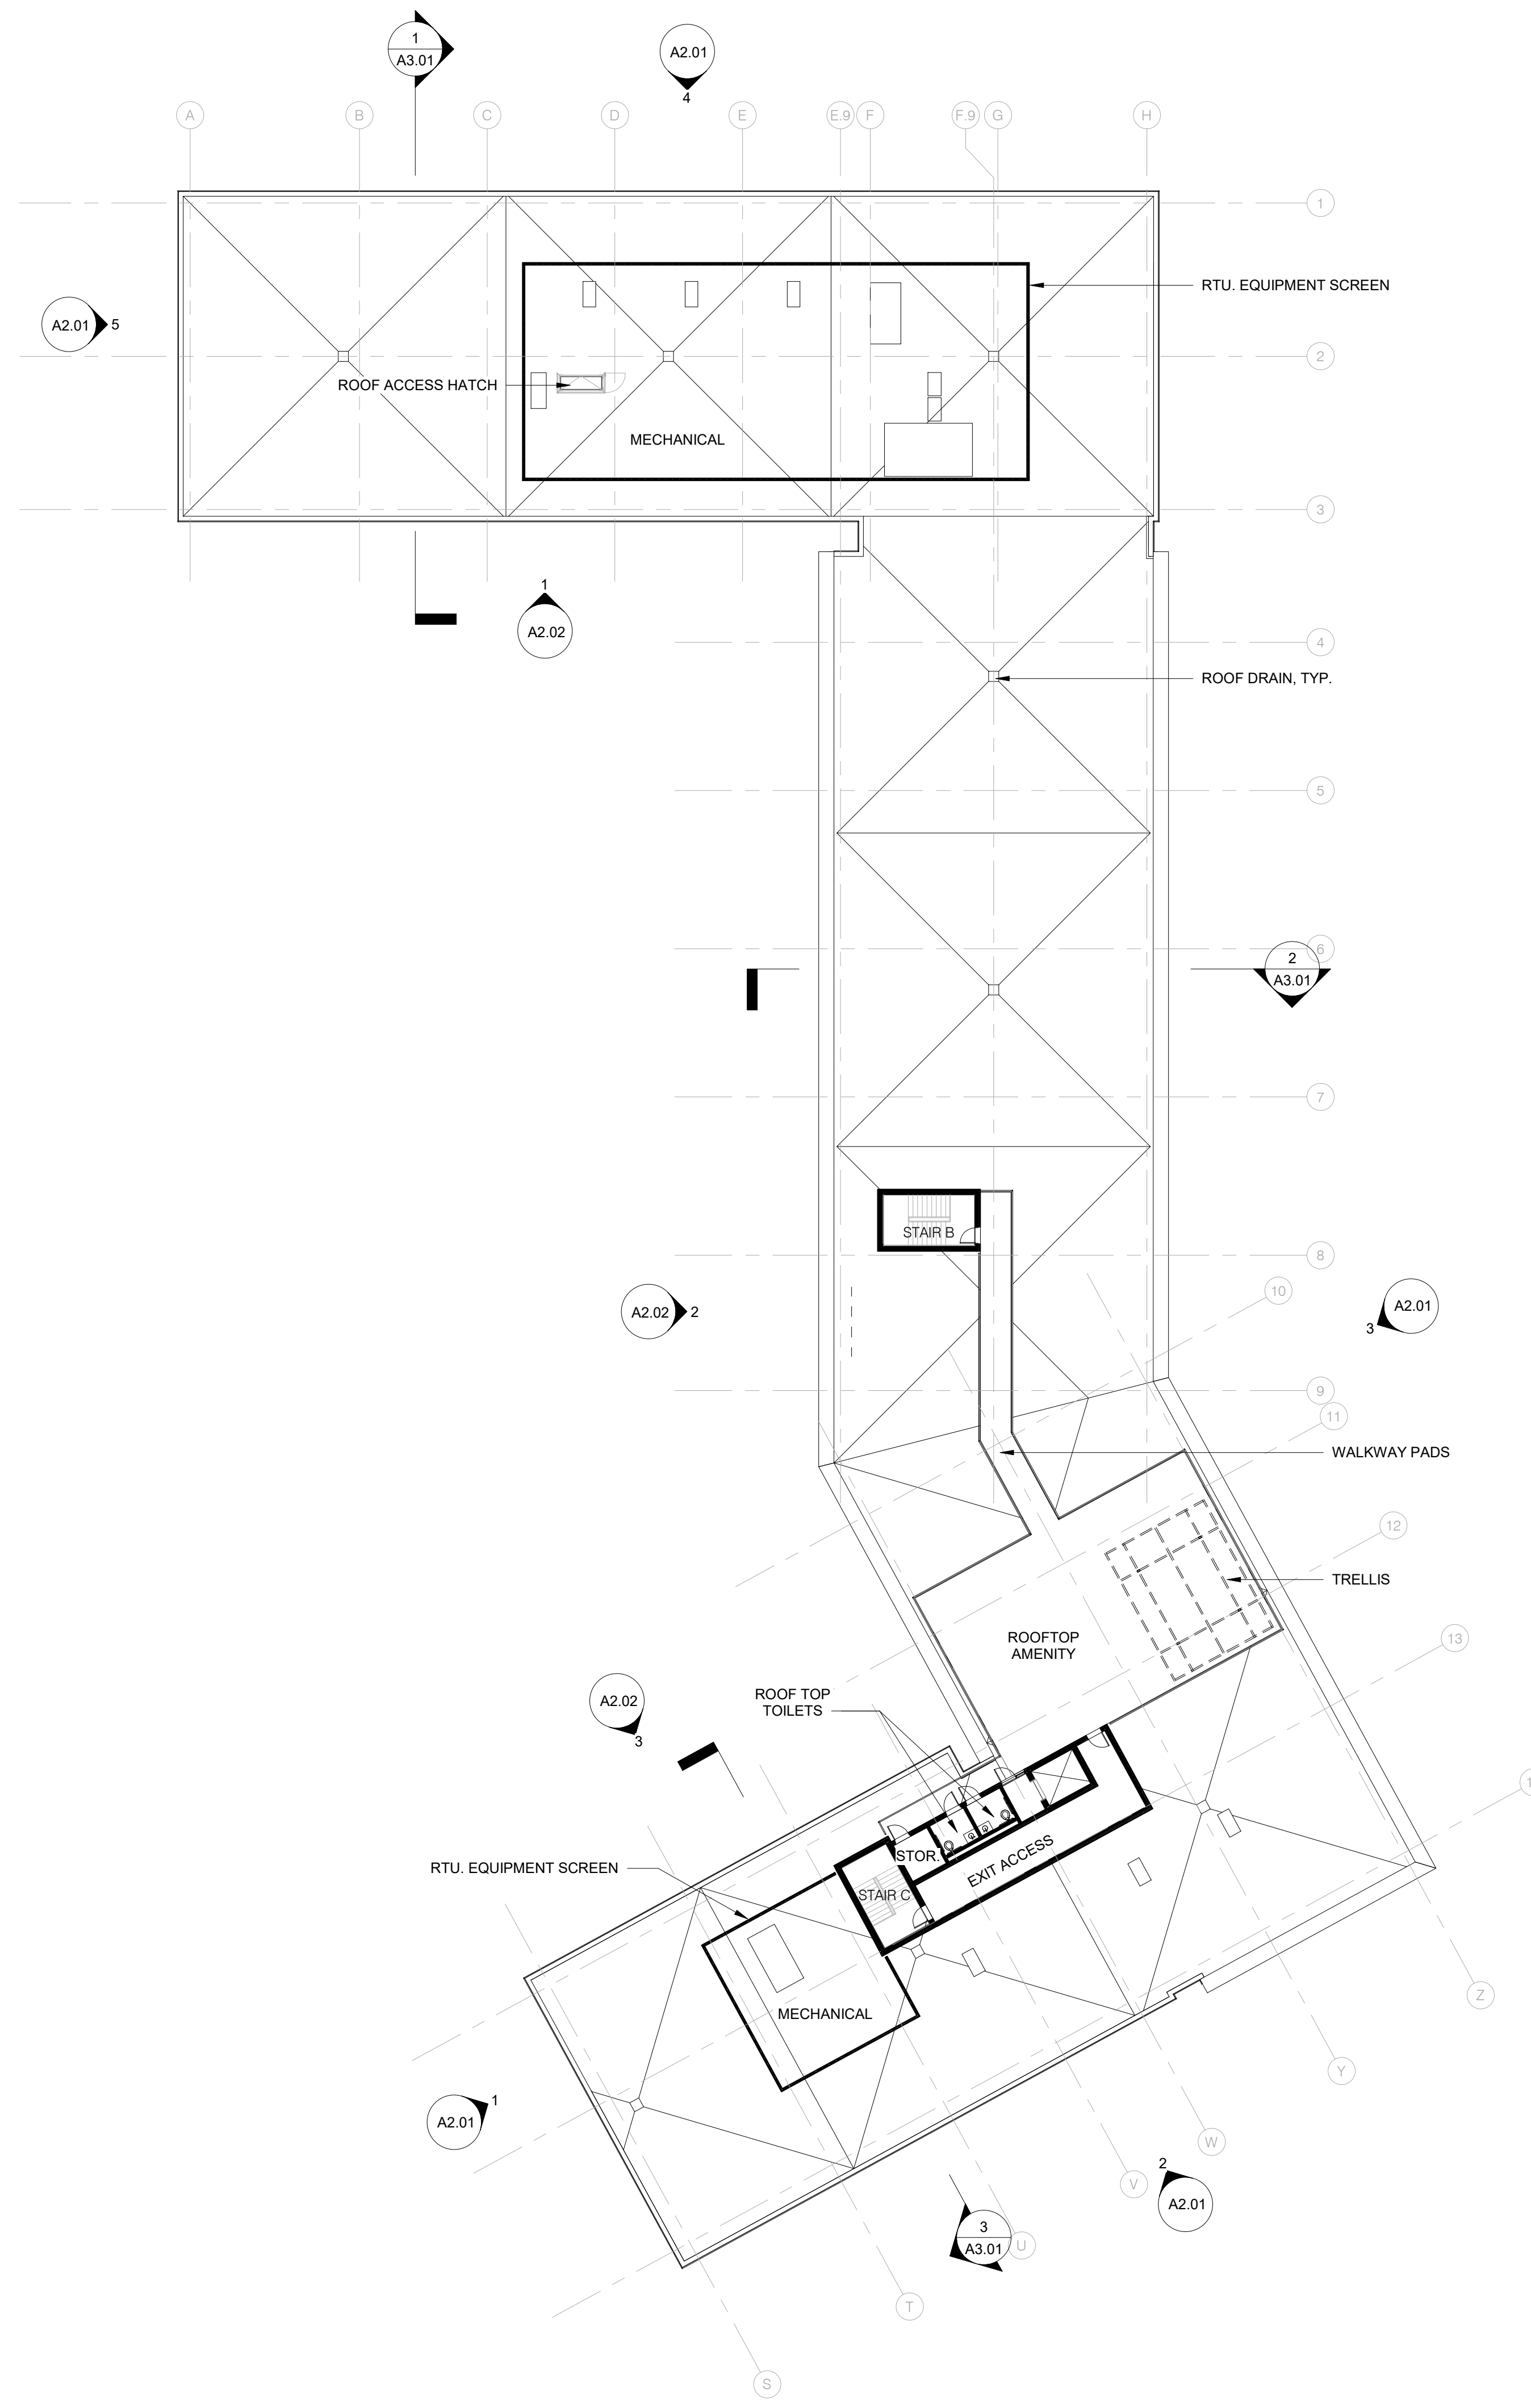 1
A3.01
A2.01
4
A
B
C
D
E
E.9
F
F.9
G
H
1
RTU. EQUIPMENT SCREEN
A2.01
5
2
ROOF ACCESS HATCH
MECHANICAL
3
1
A2.02
4
ROOF DRAIN, TYP.
5
6
2
A3.01
7
STAIR B
8
10
A2.02
2
A2.01
3
9
11
WALKWAY PADS
12
TRELLIS
ROOFTOP
AMENITY
13
A2.02
3
ROOF TOP
TOILETS
RTU. EQUIPMENT SCREEN
STOR.
EXIT ACCESS
STAIR C
Z
MECHANICAL
Y
A2.01
1
W
V
2
A2.01
3
A3.01
U
T
S